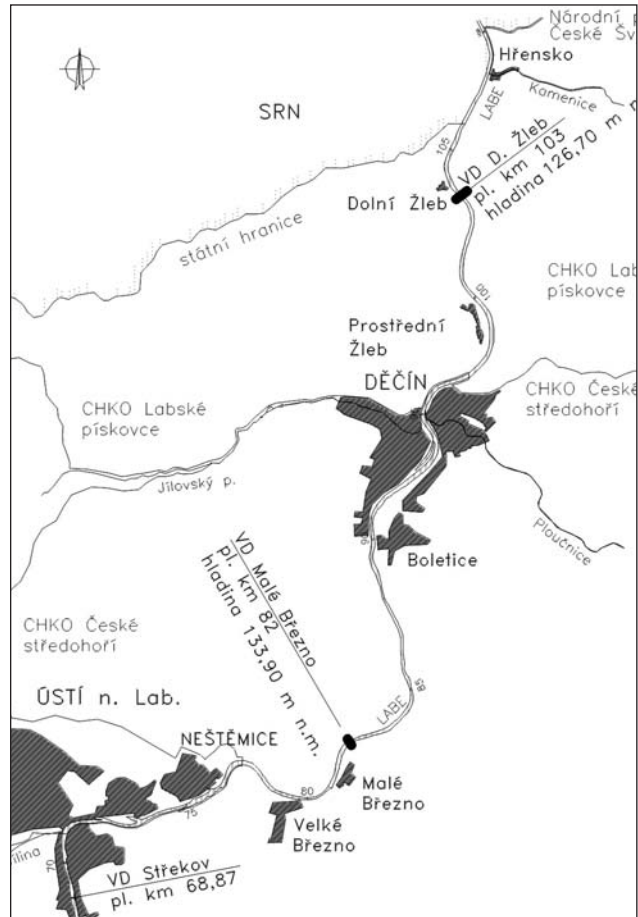 Národní p
České Šv
Hřensko
LABE
Kamenice
SRN
105
VD D. Žleb
pl. km 103
hladina 126,70 m n
Dolní Žleb
státní hranice
CHKO Lab
pískovce
100
Prostřední
Žleb
DĚČÍN
CHKO České
středohoří
CHKO Labské
pískovce
Jílovský p.
Ploučnice
Boletice
VD Malé Březno
pl. km 82
hladina 133,90 m n.m.
CHKO České
středohoří
85
LABE
ÚSTÍ n. Lab.
NEŠTĚMICE
80
Malé
Březno
75
Velké
Březno
ílina
70
VD Střekov
pl. km 68,87